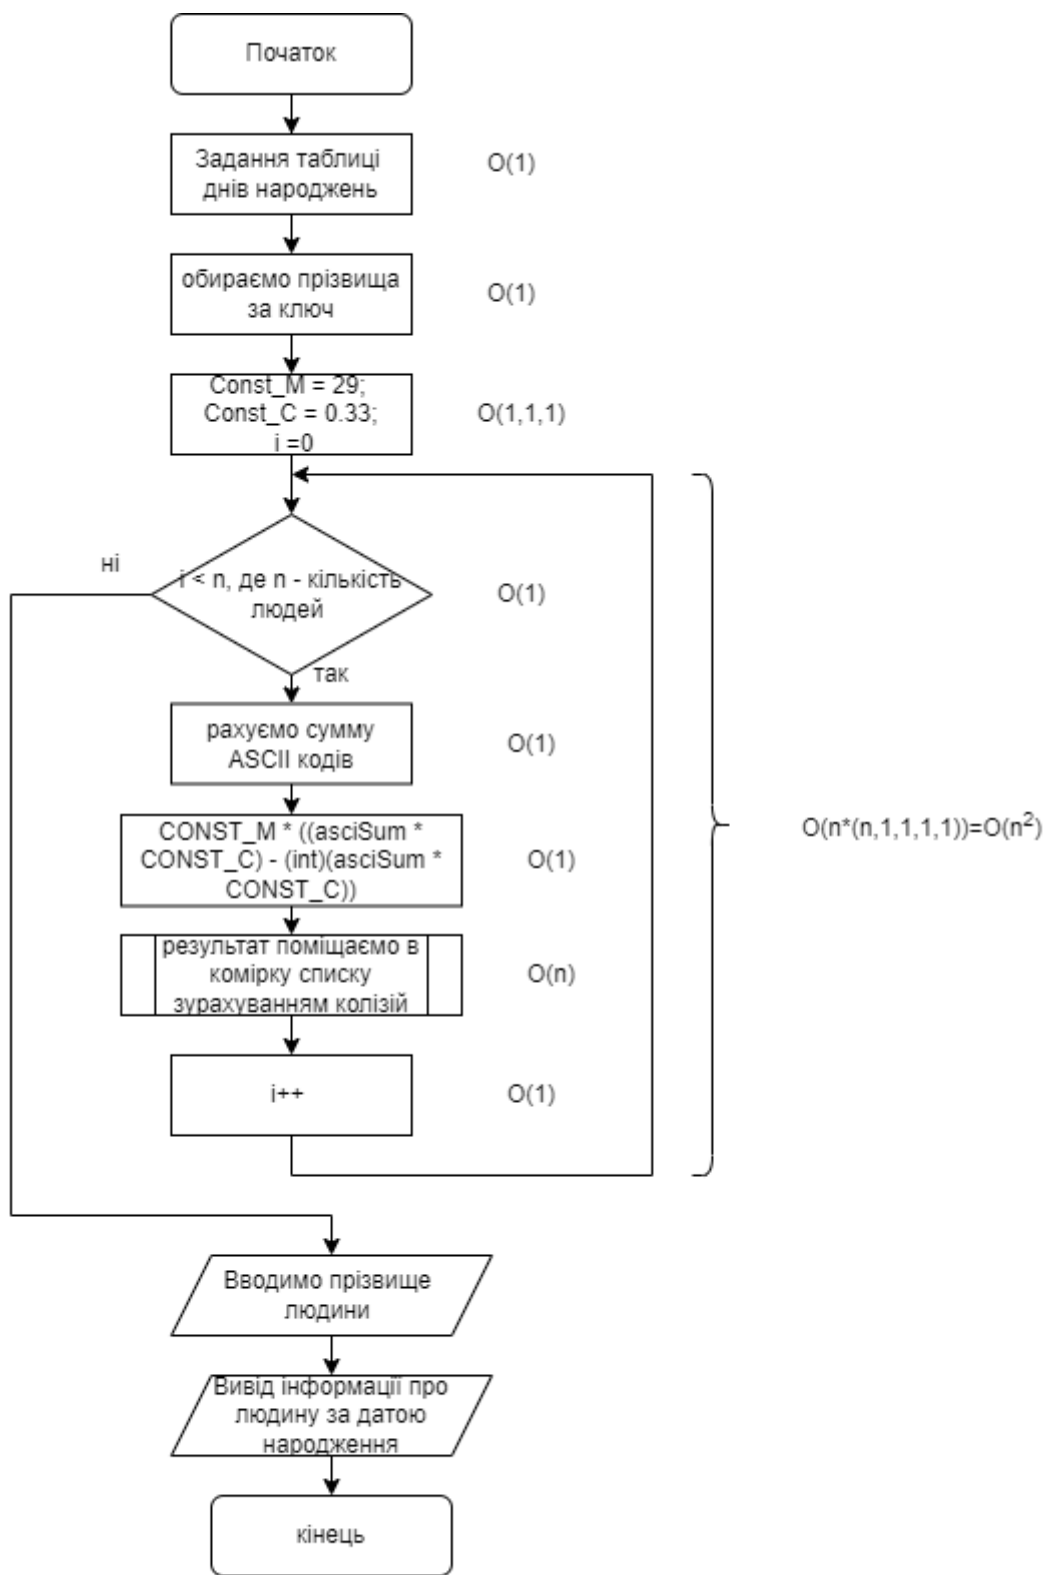 Початок
Задання таблиці
днів народжень
O(1)
обираємо прізвища
за ключ
O(1)
Const_M = 29;
Const_C = 0.33;
i =0
O(1,1,1)
ні
i < n, де n - кількість
людей
O(1)
так
рахуємо сумму
ASCII кодів
O(1)
CONST_M * ((asciSum *
CONST_C) - (int)(asciSum *
CONST_C))
O(1)
O(n*(n,1,1,1,1))=O(n²)
результат поміщаємо в
комірку списку
зурахуванням колізій
O(n)
i++
O(1)
Вводимо прізвище
людини
Вивід інформації про
людину за датою
народження
кінець